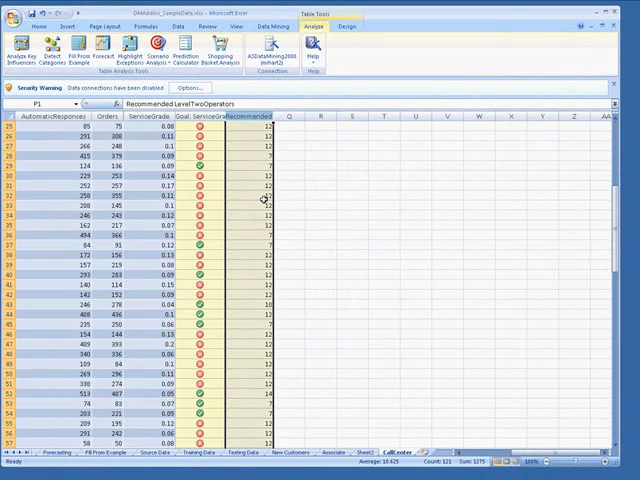 DMAddins_SampleData.xlsx - Microsoft Excel
Table Tools
Home Insert Page Layout Formulas Data Review View Data Mining Analyze Design
Analyze Key Influencers Detect Categories Fill From Example Forecast Highlight Exceptions Scenario Analysis Prediction Calculator Shopping Basket Analysis ASDataMining2008 (mihart2) Help
Table Analysis Tools Connection Help
Security Warning Data connections have been disabled Options...
P1 fx Recommended LevelTwoOperators
AutomaticResponses Orders ServiceGrade Goal: ServiceGra Recommended Q R S T U V W X Y Z AA
25 85 75 0.08 12
26 291 308 0.11 12
27 266 248 0.1 12
28 415 379 0.09 7
29 124 136 0.09 7
30 229 253 0.14 12
31 252 257 0.17 12
32 258 355 0.11 12
33 208 145 0.1 12
34 246 243 0.12 12
35 162 217 0.07 12
36 494 366 0.1 7
37 84 91 0.12 7
38 172 156 0.13 12
39 157 219 0.08 12
40 293 283 0.09 12
41 140 114 0.15 12
42 142 152 0.09 12
43 246 278 0.04 10
44 408 436 0.1 12
45 235 250 0.06 7
46 154 144 0.13 12
47 409 393 0.2 12
48 340 336 0.06 12
49 109 84 0.1 12
50 269 296 0.11 12
51 338 274 0.09 12
52 513 487 0.05 14
53 74 83 0.07 7
54 203 221 0.05 7
55 209 195 0.12 12
56 291 242 0.06 12
57 58 50 0.08 12
Forecasting Fill From Example Source Data Training Data Testing Data New Customers Associate Sheet2 CallCenter
Ready Average: 10.625 Count: 121 Sum: 1275 100%